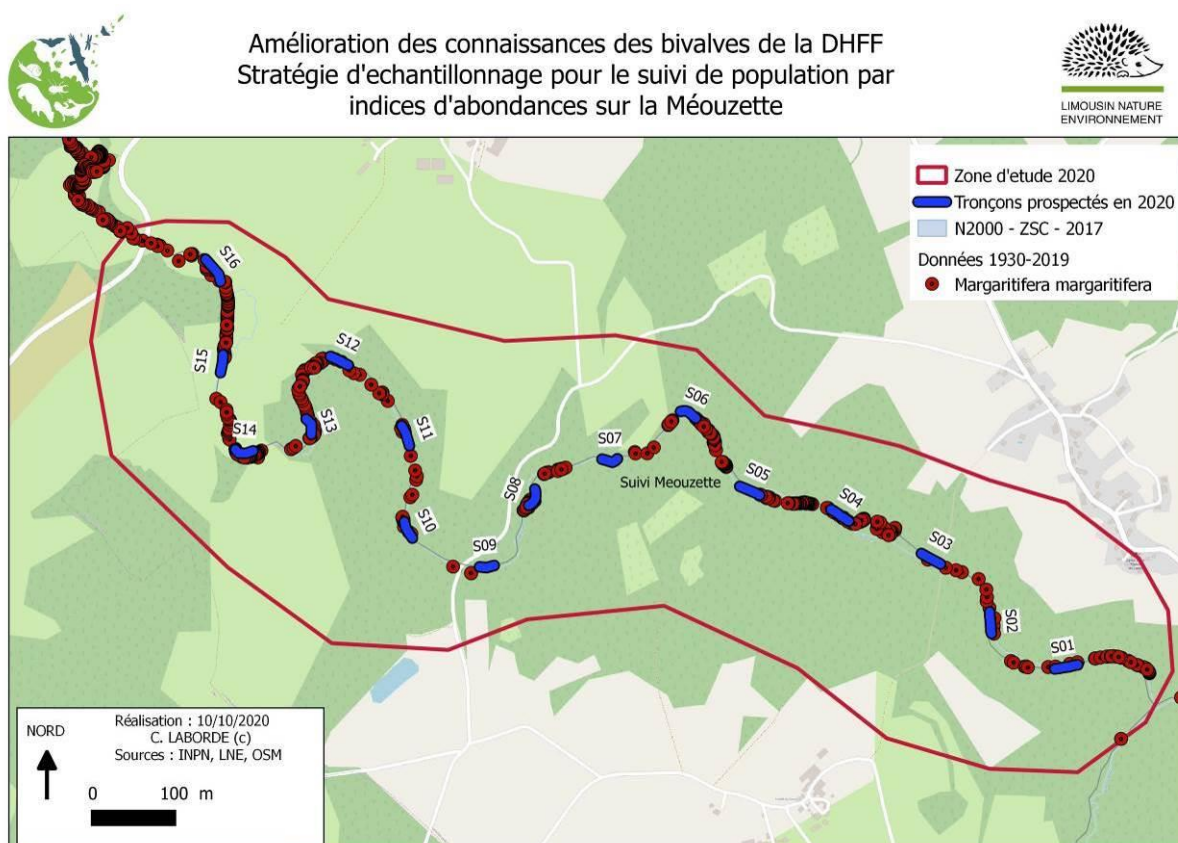 Amélioration des connaissances des bivalves de la DHFF
Stratégie d'echantillonnage pour le suivi de population par
indices d'abondances sur la Méouzette
LIMOUSIN NATURE
ENVIRONNEMENT
Zone d'etude 2020
Tronçons prospectés en 2020
N2000 - ZSC - 2017
Données 1930-2019
Margaritifera margaritifera
S16
S15
S14
S13
S12
S11
S10
S09
S08
S07
S06
Suivi Meouzette
S05
S04
S03
S02
S01
NORD
Réalisation : 10/10/2020
C. LABORDE (c)
Sources : INPN, LNE, OSM
0 100 m